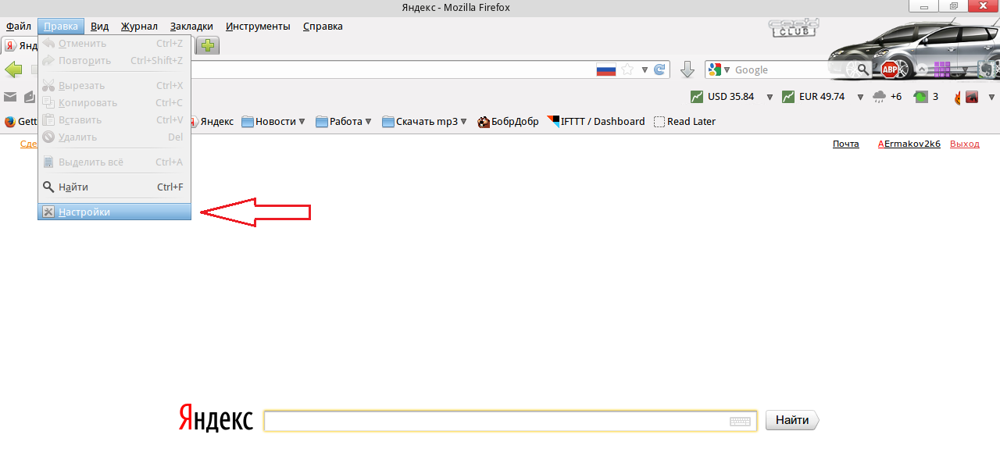 Яндекс - Mozilla Firefox
Файл Правка Вид Журнал Закладки Инструменты Справка
CLUB
Янд
Отменить Ctrl+Z
Повторить Ctrl+Shift+Z
Google
ABP
Вырезать Ctrl+X
Копировать Ctrl+C
USD 35.84 EUR 49.74 +6 3
Вставить Ctrl+V
Gett Яндекс Новости Работа Скачать mp3 БобрДобр IFTTT / Dashboard Read Later
Удалить Del
Сде Почта AErmakov2k6 Выход
Выделить всё Ctrl+A
Найти Ctrl+F
Настройки
Яндекс Найти